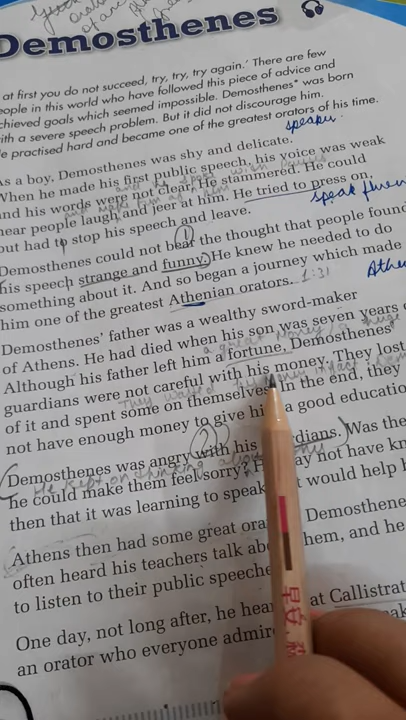 Demosthenes
at first you do not succeed, try, try, try again.' There are few
people in this world who have followed this piece of advice and
chieved goals which seemed impossible. Demosthenes* was born
ith a severe speech problem. But it did not discourage him.
e practised hard and became one of the greatest orators of his time.
speaker
As a boy, Demosthenes was shy and delicate.
When he made his first public speech, his voice was weak
and his words were not clear. He stammered. He could
hear people laugh and jeer at him. He tried to press on,
but had to stop his speech and leave.
speak
Demosthenes could not bear the thought that people found
his speech strange and funny. He knew he needed to do
something about it. And so began a journey which made
him one of the greatest Athenian orators. 1:31
Demosthenes' father was a wealthy sword-maker
of Athens. He had died when his son was seven years
Although his father left him a fortune, Demosthenes'
guardians were not careful with his money. They lost
of it and spent some on themselves. In the end, they
not have enough money to give hi a good educatio
Demosthenes was angry with his dians. Was the
he could make them feel sorry? H ay not have kn
then that it was learning to speak would help h
Athens then had some great ora Demosthene
often heard his teachers talk abo hem, and he
to listen to their public speeche
One day, not long after, he hea at Callistrat
an orator who everyone admir